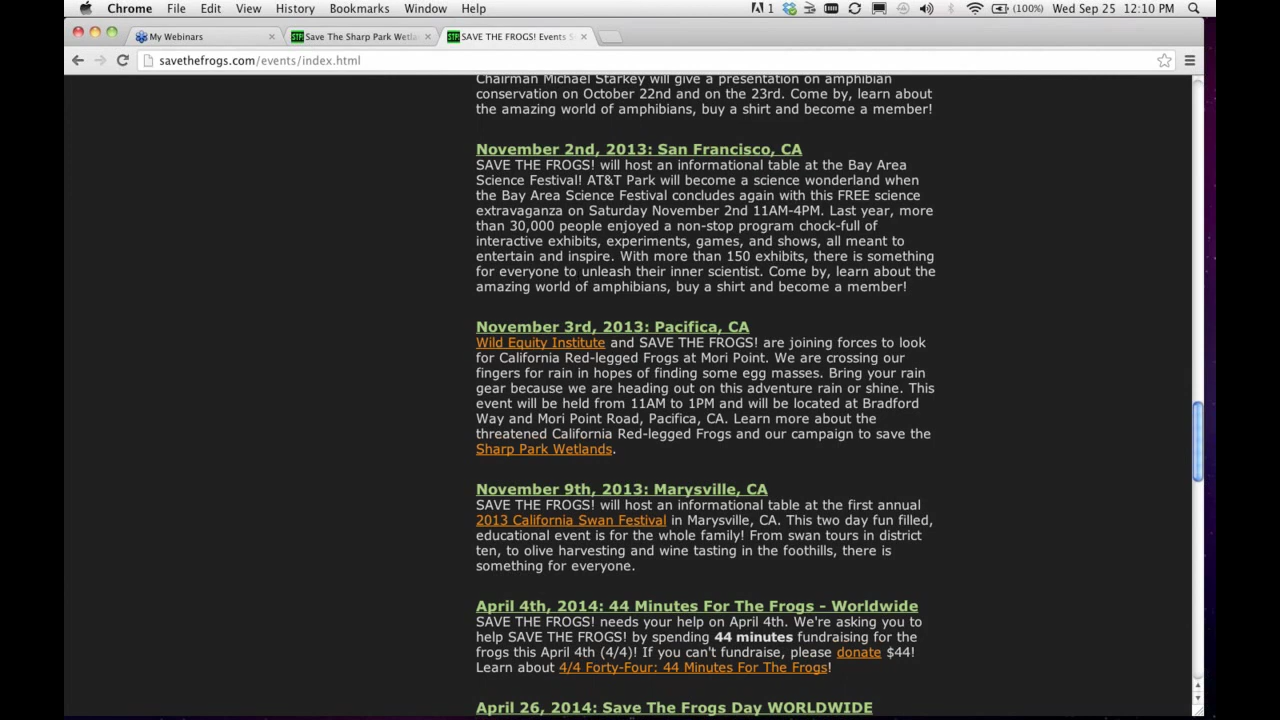 Chrome File Edit View History Bookmarks Window Help 1 (100%) Wed Sep 25 12:10 PM
My Webinars
Save The Sharp Park Wetla
SAVE THE FROGS! Events S
savethefrogs.com/events/index.html
Chairman Michael Starkey will give a presentation on amphibian
conservation on October 22nd and on the 23rd. Come by, learn about
the amazing world of amphibians, buy a shirt and become a member!
November 2nd, 2013: San Francisco, CA
SAVE THE FROGS! will host an informational table at the Bay Area
Science Festival! AT&T Park will become a science wonderland when
the Bay Area Science Festival concludes again with this FREE science
extravaganza on Saturday November 2nd 11AM-4PM. Last year, more
than 30,000 people enjoyed a non-stop program chock-full of
interactive exhibits, experiments, games, and shows, all meant to
entertain and inspire. With more than 150 exhibits, there is something
for everyone to unleash their inner scientist. Come by, learn about the
amazing world of amphibians, buy a shirt and become a member!
November 3rd, 2013: Pacifica, CA
Wild Equity Institute and SAVE THE FROGS! are joining forces to look
for California Red-legged Frogs at Mori Point. We are crossing our
fingers for rain in hopes of finding some egg masses. Bring your rain
gear because we are heading out on this adventure rain or shine. This
event will be held from 11AM to 1PM and will be located at Bradford
Way and Mori Point Road, Pacifica, CA. Learn more about the
threatened California Red-legged Frogs and our campaign to save the
Sharp Park Wetlands.
November 9th, 2013: Marysville, CA
SAVE THE FROGS! will host an informational table at the first annual
2013 California Swan Festival in Marysville, CA. This two day fun filled,
educational event is for the whole family! From swan tours in district
ten, to olive harvesting and wine tasting in the foothills, there is
something for everyone.
April 4th, 2014: 44 Minutes For The Frogs - Worldwide
SAVE THE FROGS! needs your help on April 4th. We're asking you to
help SAVE THE FROGS! by spending 44 minutes fundraising for the
frogs this April 4th (4/4)! If you can't fundraise, please donate $44!
Learn about 4/4 Forty-Four: 44 Minutes For The Frogs!
April 26, 2014: Save The Frogs Day WORLDWIDE